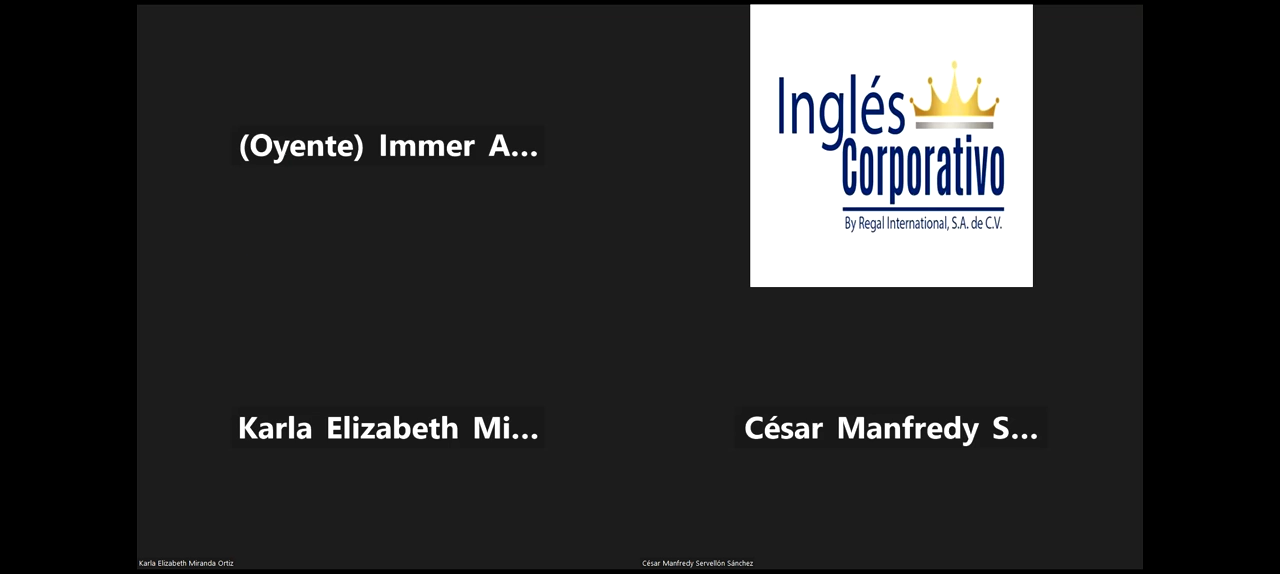 (Oyente) Immer A...
Inglés
Corporativo
By Regal International, S.A. de C.V.
Karla Elizabeth Mi...
César Manfredy S...
Karla Elizabeth Miranda Ortiz
César Manfredy Servellón Sánchez